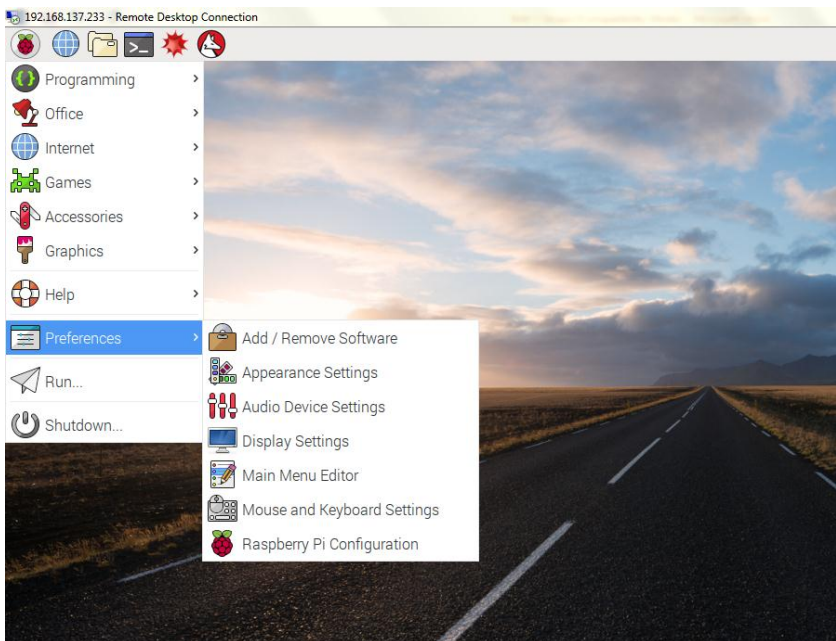 192.168.137.233 - Remote Desktop Connection
Programming
Office
Internet
Games
Accessories
Graphics
Help
Preferences
Run...
Shutdown...
Add / Remove Software
Appearance Settings
Audio Device Settings
Display Settings
Main Menu Editor
Mouse and Keyboard Settings
Raspberry Pi Configuration